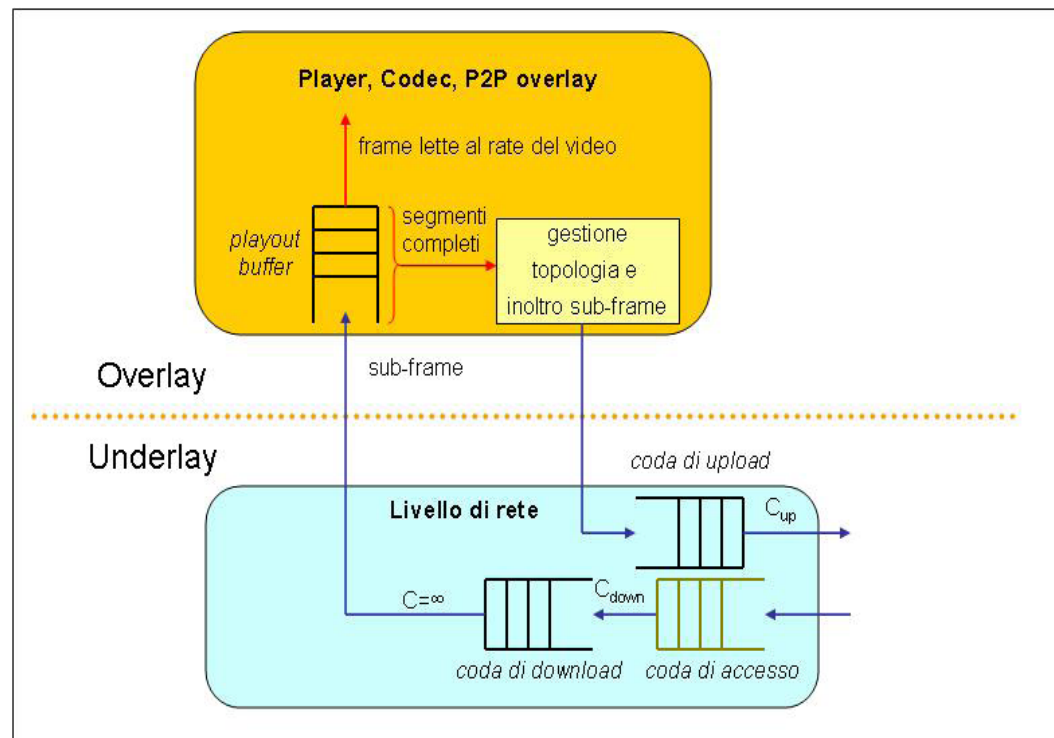 Player, Codec, P2P overlay
frame lette al rate del video
playout
buffer
segmenti
completi
gestione
topologia e
inoltro sub-frame
sub-frame
Overlay
Underlay
coda di upload
Livello di rete
Cup
C=∞
Cdown
coda di download
coda di accesso